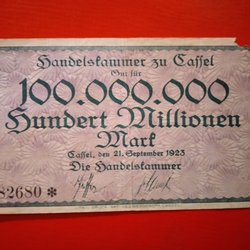 Handelskammer zu Cassel
Gut für
100.000.000
Hundert Millionen
Mark
Cassel, den 21. September 1923
Die Handelskammer
82680 *